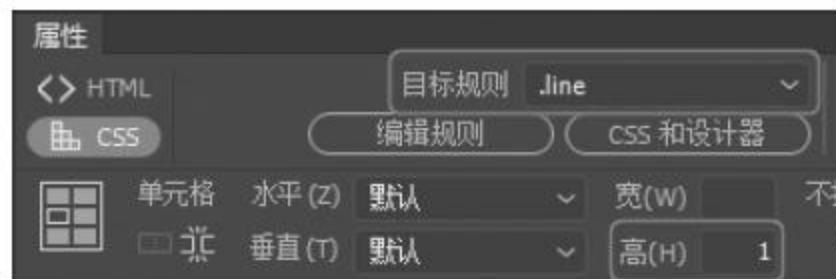 属性
<> HTML
目标规则 .line
CSS
编辑规则 CSS 和设计器
单元格 水平(Z) 默认 宽(W)
垂直(T) 默认 高(H) 1